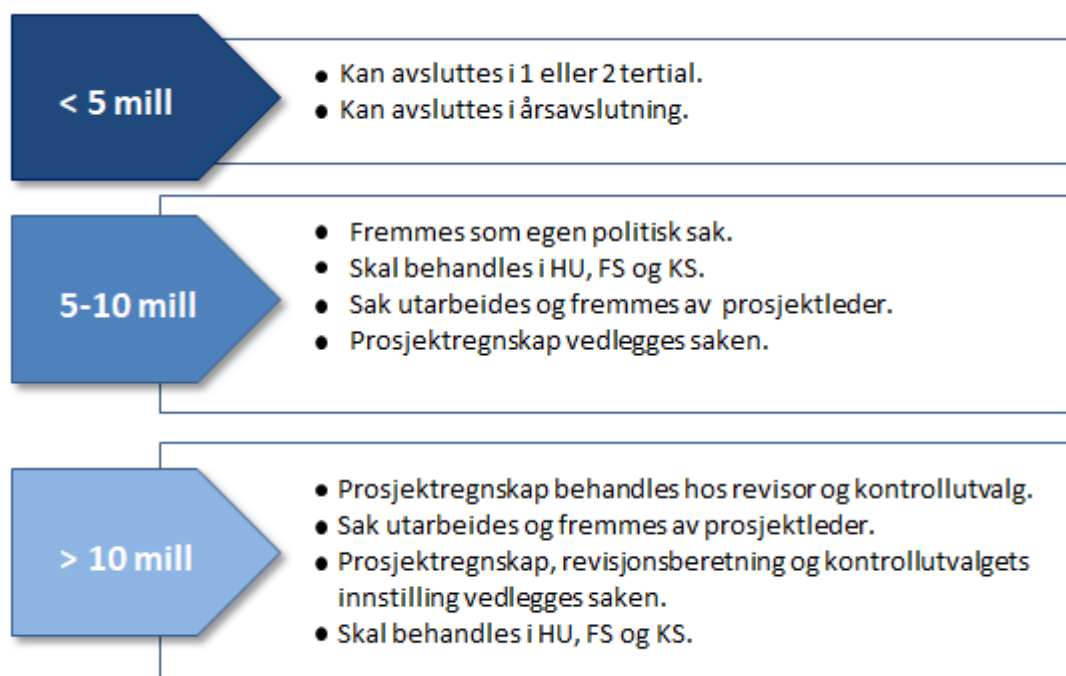 < 5 mill
● Kan avsluttes i 1 eller 2 tertial.
● Kan avsluttes i årsavslutning.
5-10 mill
● Fremmes som egen politisk sak.
● Skal behandles i HU, FS og KS.
● Sak utarbeides og fremmes av prosjektleder.
● Prosjektregnskap vedlegges saken.
> 10 mill
● Prosjektregnskap behandles hos revisor og kontrollutvalg.
● Sak utarbeides og fremmes av prosjektleder.
● Prosjektregnskap, revisjonsberetning og kontrollutvalgets
innstilling vedlegges saken.
● Skal behandles i HU, FS og KS.